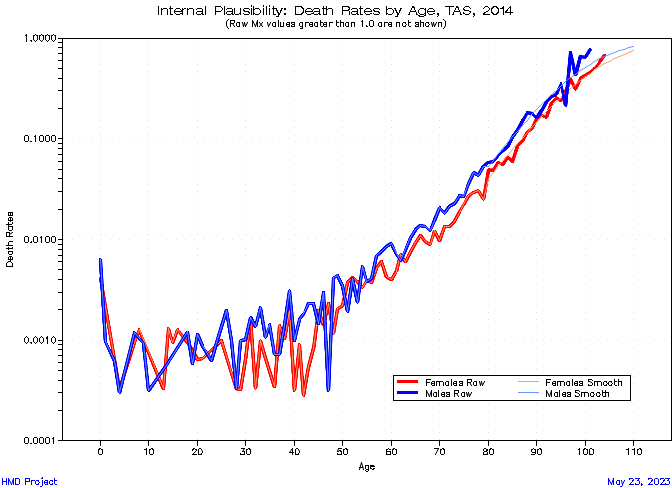 Internal Plausibility: Death Rates by Age, TAS, 2014
(Raw Mx values greater than 1.0 are not shown)
1.0000
0.1000
0.0100
0.0010
0.0001
Death Rates
0 10 20 30 40 50 60 70 80 90 100 110
Age
Females Raw Females Smooth
Males Raw Males Smooth
HMD Project May 23, 2023